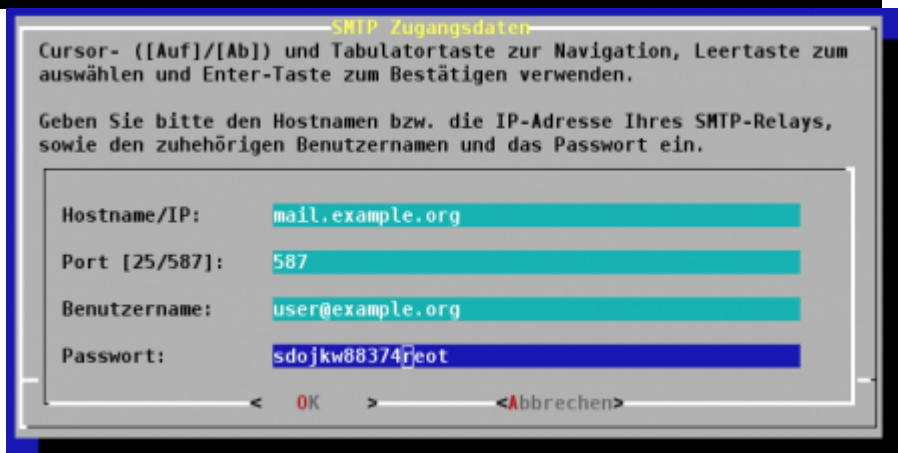 SMTP Zugangsdaten
Cursor- ([Auf]/[Ab]) und Tabulatortaste zur Navigation, Leertaste zum
auswählen und Enter-Taste zum Bestätigen verwenden.
Geben Sie bitte den Hostnamen bzw. die IP-Adresse Ihres SMTP-Relays,
sowie den zuhehörigen Benutzernamen und das Passwort ein.
Hostname/IP: mail.example.org
Port [25/587]: 587
Benutzername: user@example.org
Passwort: sdojkw88374reot
< OK > <Abbrechen>